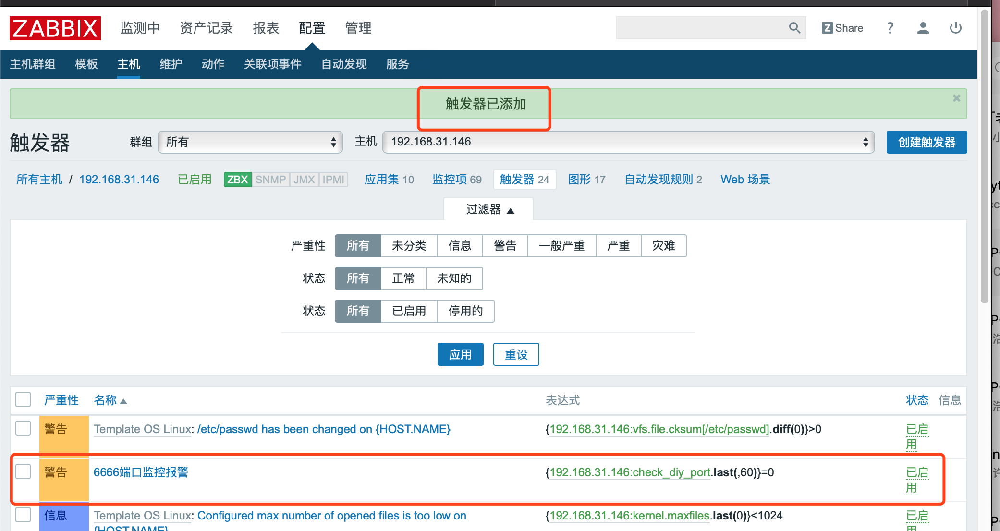 ZABBIX 监测中 资产记录 报表 配置 管理 Z Share ?
主机群组 模板 主机 维护 动作 关联项事件 自动发现 服务
触发器已添加
触发器 群组 所有 主机 192.168.31.146 创建触发器
所有主机 / 192.168.31.146 已启用 ZBX SNMP JMX IPMI 应用集 10 监控项 69 触发器 24 图形 17 自动发现规则 2 Web 场景
过滤器
严重性 所有 未分类 信息 警告 一般严重 严重 灾难
状态 所有 正常 未知的
状态 所有 已启用 停用的
应用 重设
严重性 名称 表达式 状态 信息
警告 Template OS Linux: /etc/passwd has been changed on {HOST.NAME} {192.168.31.146:vfs.file.cksum[/etc/passwd].diff(0)}>0 已启
用
警告 6666端口监控报警 {192.168.31.146:check_diy_port.last(,60)}=0 已启
用
信息 Template OS Linux: Configured max number of opened files is too low on {192.168.31.146:kernel.maxfiles.last(0)}<1024 已启
{HOST.NAME} 用